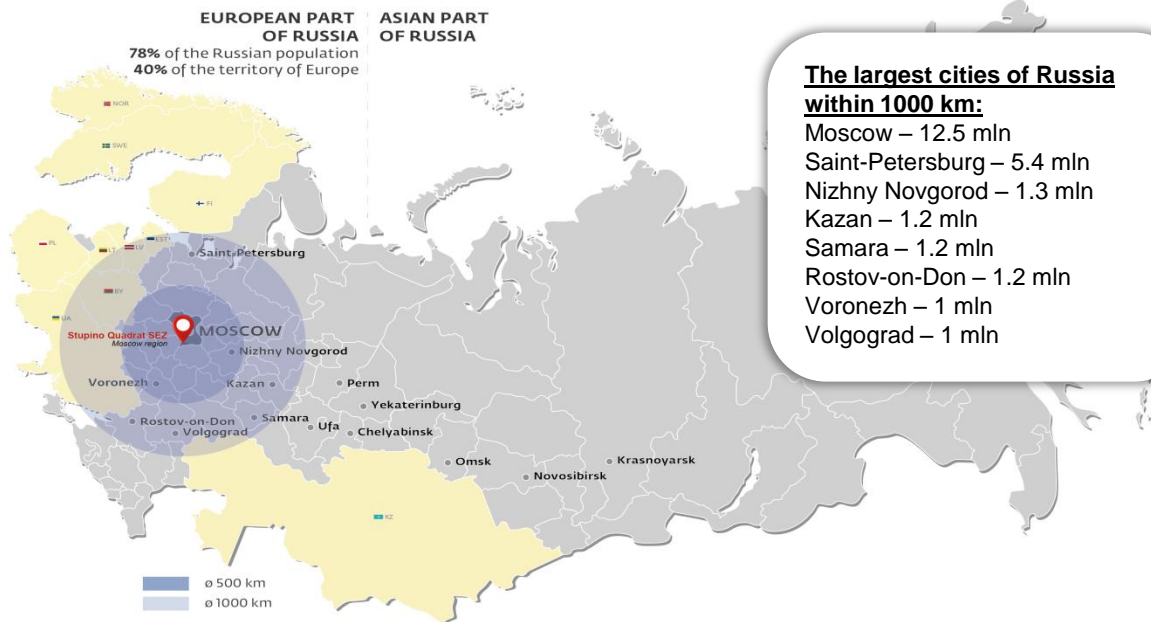 EUROPEAN PART
OF RUSSIA
78% of the Russian population
40% of the territory of Europe
ASIAN PART
OF RUSSIA
The largest cities of Russia
within 1000 km:
Moscow – 12.5 mln
Saint-Petersburg – 5.4 mln
Nizhny Novgorod – 1.3 mln
Kazan – 1.2 mln
Samara – 1.2 mln
Rostov-on-Don – 1.2 mln
Voronezh – 1 mln
Volgograd – 1 mln
NOR
SWE
FI
PL
LT
LV
EST
Saint-Petersburg
BY
UA
Stupino Quadrat SEZ
Moscow region
MOSCOW
Nizhny Novgorod
Voronezh
Kazan
Perm
Yekaterinburg
Rostov-on-Don
Samara
Ufa
Volgograd
Chelyabinsk
Omsk
Krasnoyarsk
Novosibirsk
KZ
ø 500 km
ø 1000 km